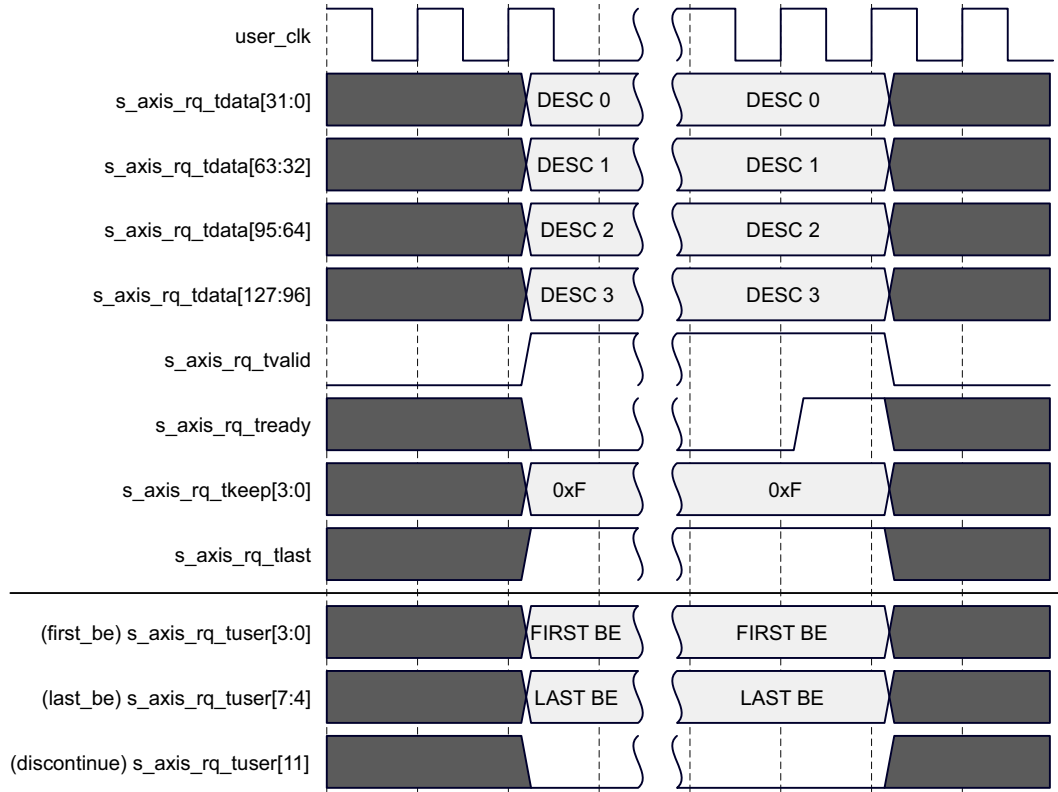 user_clk
s_axis_rq_tdata[31:0] DESC 0 DESC 0
s_axis_rq_tdata[63:32] DESC 1 DESC 1
s_axis_rq_tdata[95:64] DESC 2 DESC 2
s_axis_rq_tdata[127:96] DESC 3 DESC 3
s_axis_rq_tvalid
s_axis_rq_tready
s_axis_rq_tkeep[3:0] 0xF 0xF
s_axis_rq_tlast
(first_be) s_axis_rq_tuser[3:0] FIRST BE FIRST BE
(last_be) s_axis_rq_tuser[7:4] LAST BE LAST BE
(discontinue) s_axis_rq_tuser[11]